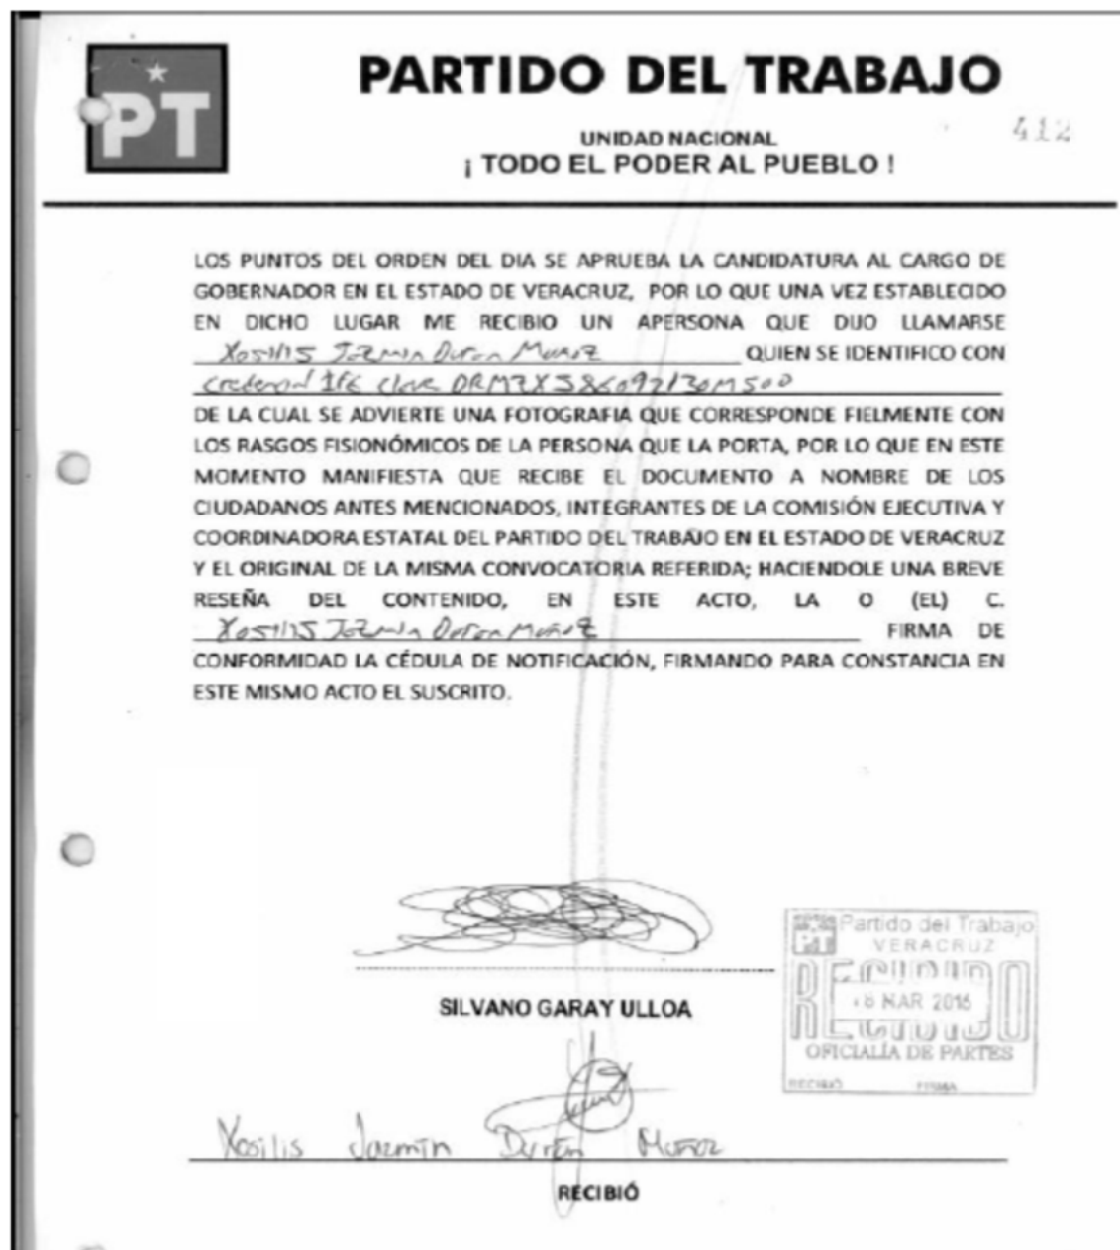 PT
PARTIDO DEL TRABAJO
412
UNIDAD NACIONAL
¡ TODO EL PODER AL PUEBLO !
LOS PUNTOS DEL ORDEN DEL DIA SE APRUEBA LA CANDIDATURA AL CARGO DE
GOBERNADOR EN EL ESTADO DE VERACRUZ, POR LO QUE UNA VEZ ESTABLECIDO
EN DICHO LUGAR ME RECIBIO UN APERSONA QUE DIJO LLAMARSE
Xosilis Jazmin Duran Muñoz QUIEN SE IDENTIFICO CON
credencial IFE clave
DE LA CUAL SE ADVIERTE UNA FOTOGRAFIA QUE CORRESPONDE FIELMENTE CON
LOS RASGOS FISIONÓMICOS DE LA PERSONA QUE LA PORTA, POR LO QUE EN ESTE
MOMENTO MANIFIESTA QUE RECIBE EL DOCUMENTO A NOMBRE DE LOS
CIUDADANOS ANTES MENCIONADOS, INTEGRANTES DE LA COMISIÓN EJECUTIVA Y
COORDINADORA ESTATAL DEL PARTIDO DEL TRABAJO EN EL ESTADO DE VERACRUZ
Y EL ORIGINAL DE LA MISMA CONVOCATORIA REFERIDA; HACIENDOLE UNA BREVE
RESEÑA DEL CONTENIDO, EN ESTE ACTO, LA O (EL) C.
Xosilis Jazmin Duran Muñoz FIRMA DE
CONFORMIDAD LA CÉDULA DE NOTIFICACIÓN, FIRMANDO PARA CONSTANCIA EN
ESTE MISMO ACTO EL SUSCRITO.
SILVANO GARAY ULLOA
Partido del Trabajo
VERACRUZ
RECIBIDO
MAR
OFICIALÍA DE PARTES
RECIBIÓ FIRMA
Xosilis Jazmín Durán Muñoz
RECIBIÓ